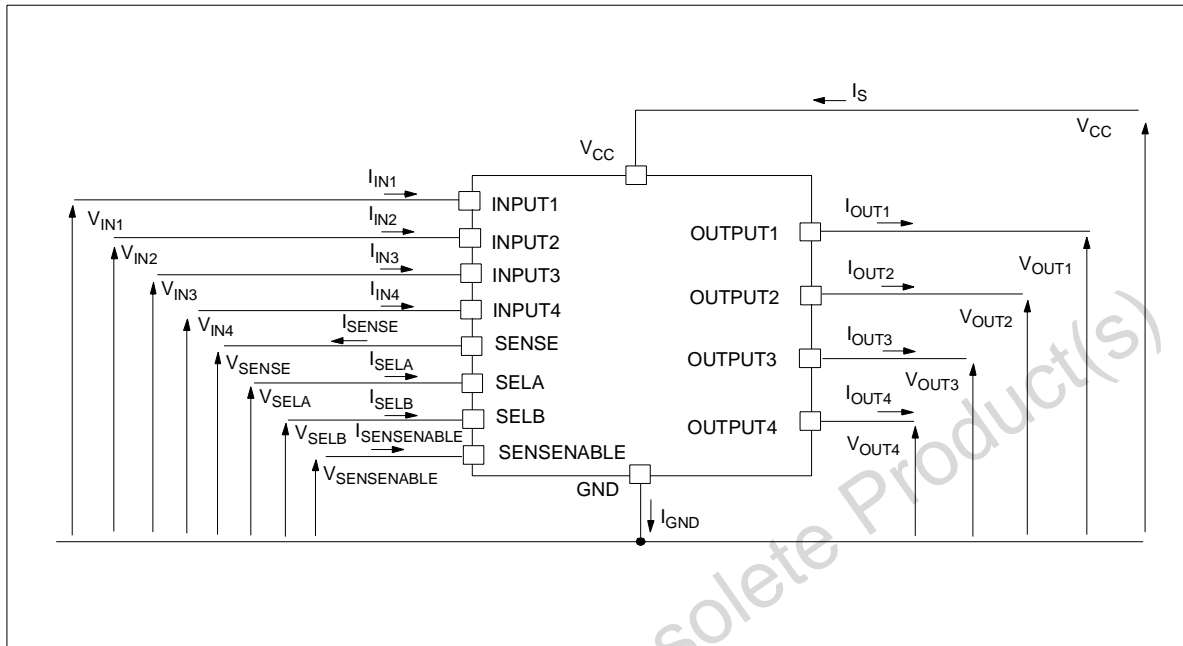 I_S
V_CC
V_CC
I_IN1
INPUT1
V_IN1
I_IN2
INPUT2
V_IN2
I_IN3
INPUT3
V_IN3
I_IN4
INPUT4
V_IN4
I_SENSE
SENSE
V_SENSE
I_SELA
SELA
V_SELA
I_SELB
SELB
V_SELB
I_SENSENABLE
SENSENABLE
V_SENSENABLE
GND
I_GND
OUTPUT1
I_OUT1
V_OUT1
OUTPUT2
I_OUT2
V_OUT2
OUTPUT3
I_OUT3
V_OUT3
OUTPUT4
I_OUT4
V_OUT4
solete Product(s)